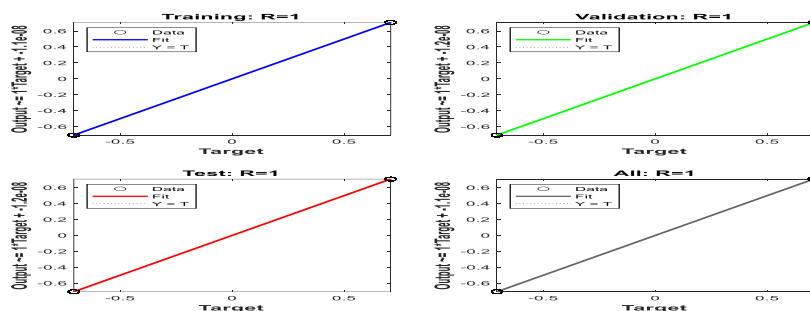 Training: R=1
Output ~= 1*Target + -1.1e-08
0.6
0.4
0.2
0
-0.2
-0.4
-0.6
Data
Fit
Y = T
-0.5
0
0.5
Target
Validation: R=1
Output ~= 1*Target + -1.2e-08
0.6
0.4
0.2
0
-0.2
-0.4
-0.6
Data
Fit
Y = T
-0.5
0
0.5
Target
Test: R=1
Output ~= 1*Target + -1.2e-08
0.6
0.4
0.2
0
-0.2
-0.4
-0.6
Data
Fit
Y = T
-0.5
0
0.5
Target
All: R=1
Output ~= 1*Target + -1.1e-08
0.6
0.4
0.2
0
-0.2
-0.4
-0.6
Data
Fit
Y = T
-0.5
0
0.5
Target